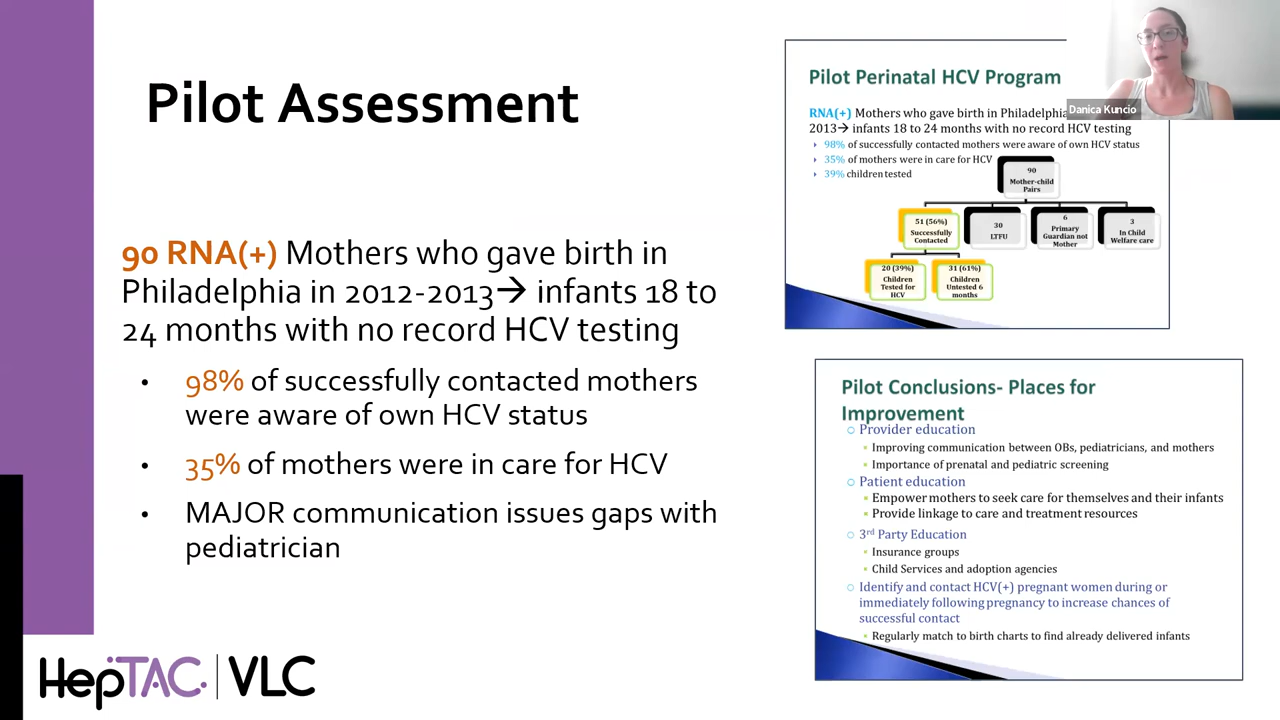 Pilot Assessment
90 RNA(+) Mothers who gave birth in
Philadelphia in 2012-2013→ infants 18 to
24 months with no record HCV testing
• 98% of successfully contacted mothers
were aware of own HCV status
• 35% of mothers were in care for HCV
• MAJOR communication issues gaps with
pediatrician
HepTAC | VLC
Pilot Perinatal HCV Program
RNA(+) Mothers who gave birth in Philadelphia
2013→ infants 18 to 24 months with no record HCV testing
98% of successfully contacted mothers were aware of own HCV status
35% of mothers were in care for HCV
39% children tested
90
Mother-child
Pairs
51 (56%)
Successfully
Contacted
30
LTFU
6
Primary
Guardian not
Mother
3
In Child
Welfare care
20 (39%)
Children
Tested for
HCV
31 (61%)
Children
Untested 6
months
Danica Kuncio
Pilot Conclusions- Places for
Improvement
Provider education
Improving communication between OBs, pediatricians, and mothers
Importance of prenatal and pediatric screening
Patient education
Empower mothers to seek care for themselves and their infants
Provide linkage to care and treatment resources
3rd Party Education
Insurance groups
Child Services and adoption agencies
Identify and contact HCV(+) pregnant women during or
immediately following pregnancy to increase chances of
successful contact
Regularly match to birth charts to find already delivered infants